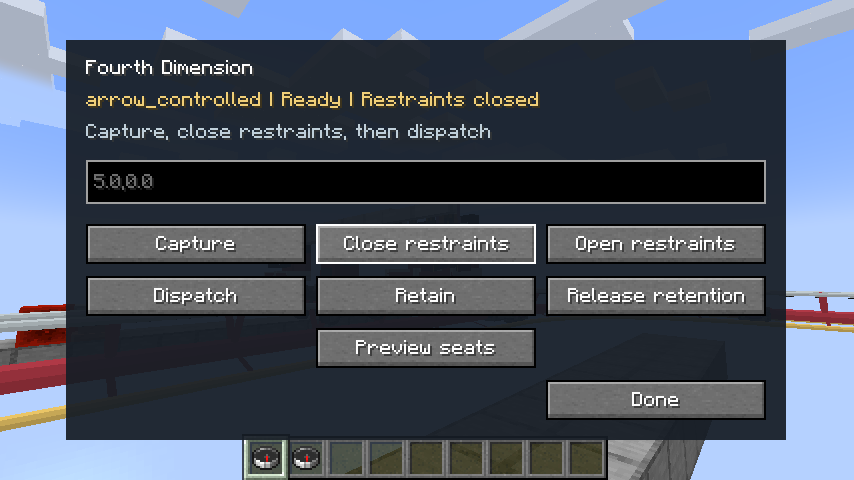 Fourth Dimension
arrow_controlled | Ready | Restraints closed
Capture, close restraints, then dispatch
5.0,0.0
Capture
Close restraints
Open restraints
Dispatch
Retain
Release retention
Preview seats
Done